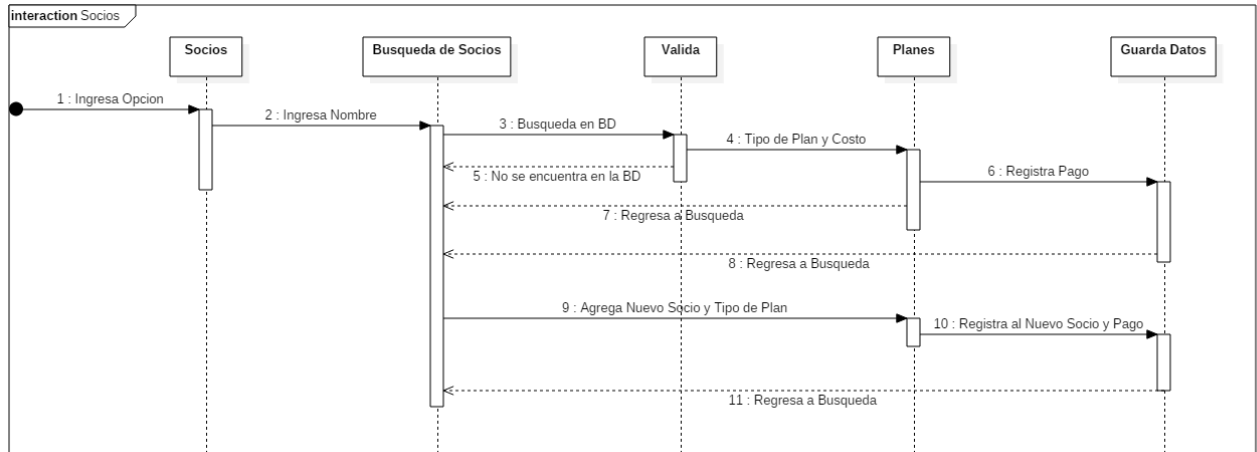 interaction Socios
Socios
Busqueda de Socios
Valida
Planes
Guarda Datos
1 : Ingresa Opcion
2 : Ingresa Nombre
3 : Busqueda en BD
4 : Tipo de Plan y Costo
5 : No se encuentra en la BD
6 : Registra Pago
7 : Regresa a Busqueda
8 : Regresa a Busqueda
9 : Agrega Nuevo Socio y Tipo de Plan
10 : Registra al Nuevo Socio y Pago
11 : Regresa a Busqueda